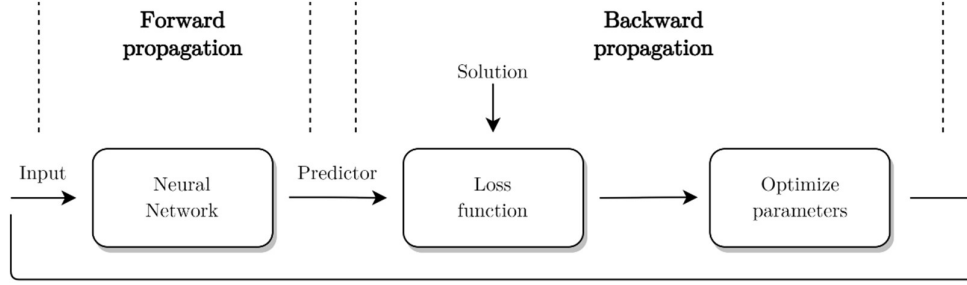 Forward
propagation
Backward
propagation
Solution
Input
Neural
Network
Predictor
Loss
function
Optimize
parameters